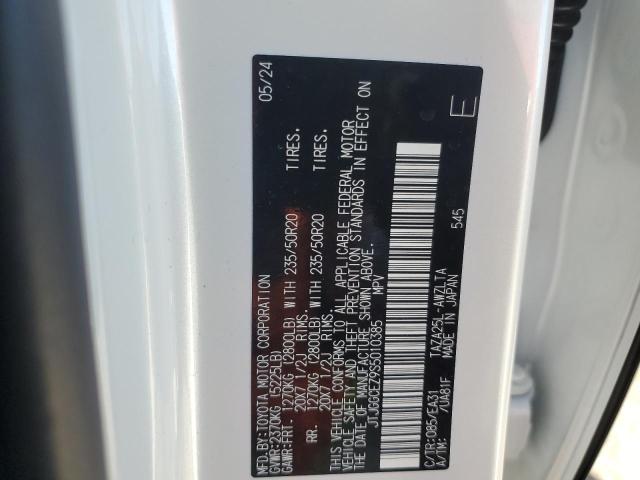 MFD.BY:TOYOTA MOTOR CORPORATION 05/24
GVWR:2370KG (5225LB)
GAWR:FRT. 1270KG (2800LB) WITH 235/50R20 TIRES.
20X7 1/2J RIMS.
RR. 1270KG (2800LB) WITH 235/50R20 TIRES.
20X7 1/2J RIMS.
THIS VEHICLE CONFORMS TO ALL APPLICABLE FEDERAL MOTOR
VEHICLE SAFETY AND THEFT PREVENTION STANDARDS IN EFFECT ON
THE DATE OF MANUFACTURE SHOWN ABOVE.
JTJGGCEZ9S5010385 MPV
E
C/TR:085/EA31 TAZA25L-AWZLTA
A/TM: /UA81F MADE IN JAPAN 545